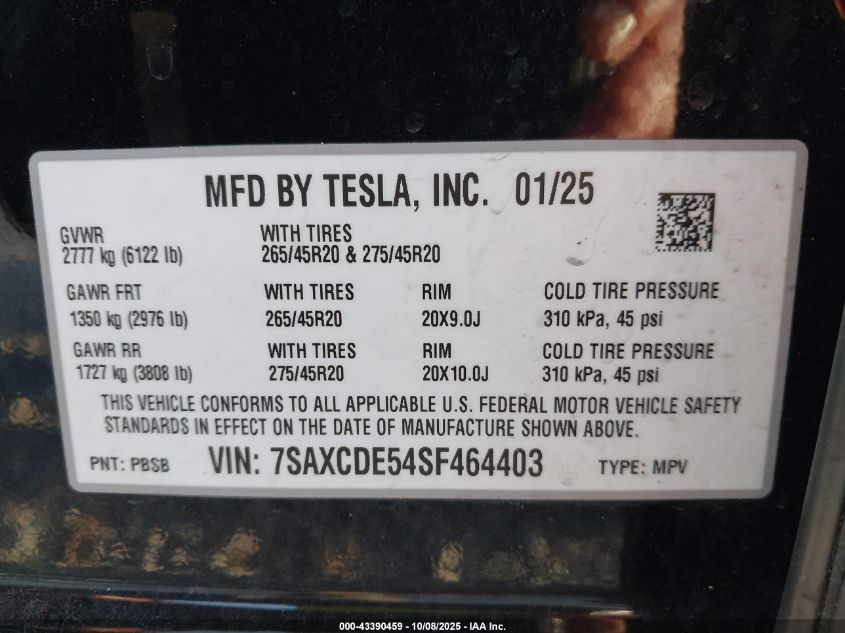 MFD BY TESLA, INC. 01/25
GVWR WITH TIRES
2777 kg (6122 lb) 265/45R20 & 275/45R20
GAWR FRT WITH TIRES RIM COLD TIRE PRESSURE
1350 kg (2976 lb) 265/45R20 20X9.0J 310 kPa, 45 psi
GAWR RR WITH TIRES RIM COLD TIRE PRESSURE
1727 kg (3808 lb) 275/45R20 20X10.0J 310 kPa, 45 psi
THIS VEHICLE CONFORMS TO ALL APPLICABLE U.S. FEDERAL MOTOR VEHICLE SAFETY
STANDARDS IN EFFECT ON THE DATE OF MANUFACTURE SHOWN ABOVE.
PNT: PBSB VIN: 7SAXCDE54SF464403 TYPE: MPV
000-43390459 - 10/08/2025 - IAA Inc.